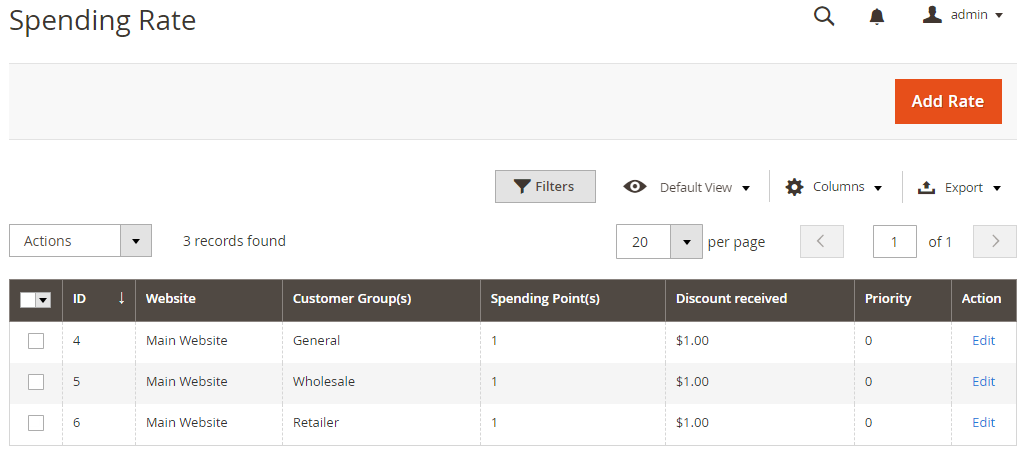 Spending Rate
admin
Add Rate
Filters
Default View
Columns
Export
Actions
3 records found
20
per page
1
of 1
ID ↓ Website Customer Group(s) Spending Point(s) Discount received Priority Action
4 Main Website General 1 $1.00 0 Edit
5 Main Website Wholesale 1 $1.00 0 Edit
6 Main Website Retailer 1 $1.00 0 Edit